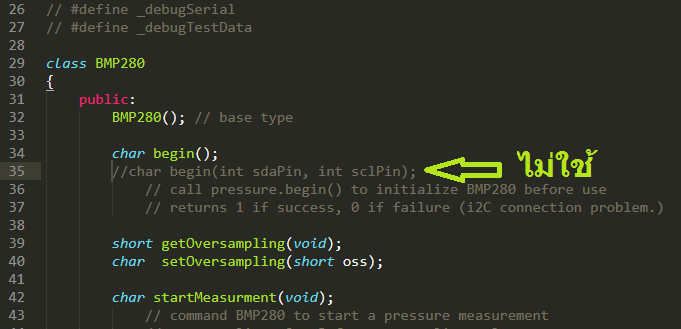 26 // #define _debugSerial
27 // #define _debugTestData
28
29 class BMP280
30 {
31 public:
32 BMP280(); // base type
33
34 char begin();
35 //char begin(int sdaPin, int sclPin); ไม่ใช้
36 // call pressure.begin() to initialize BMP280 before use
37 // returns 1 if success, 0 if failure (i2C connection problem.)
38
39 short getOversampling(void);
40 char  setOversampling(short oss);
41
42 char startMeasurment(void);
43 // command BMP280 to start a pressure measurement